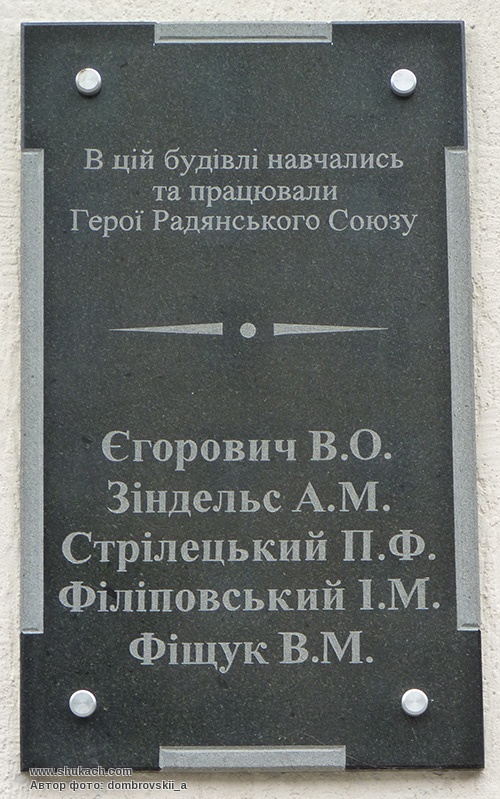 В цій будівлі навчались
та працювали
Герої Радянського Союзу
Єгорович В.О.
Зіндельс А.М.
Стрілецький П.Ф.
Філіповський І.М.
Фіщук В.М.
www.shukach.com
Автор фото: dombrovskii_a